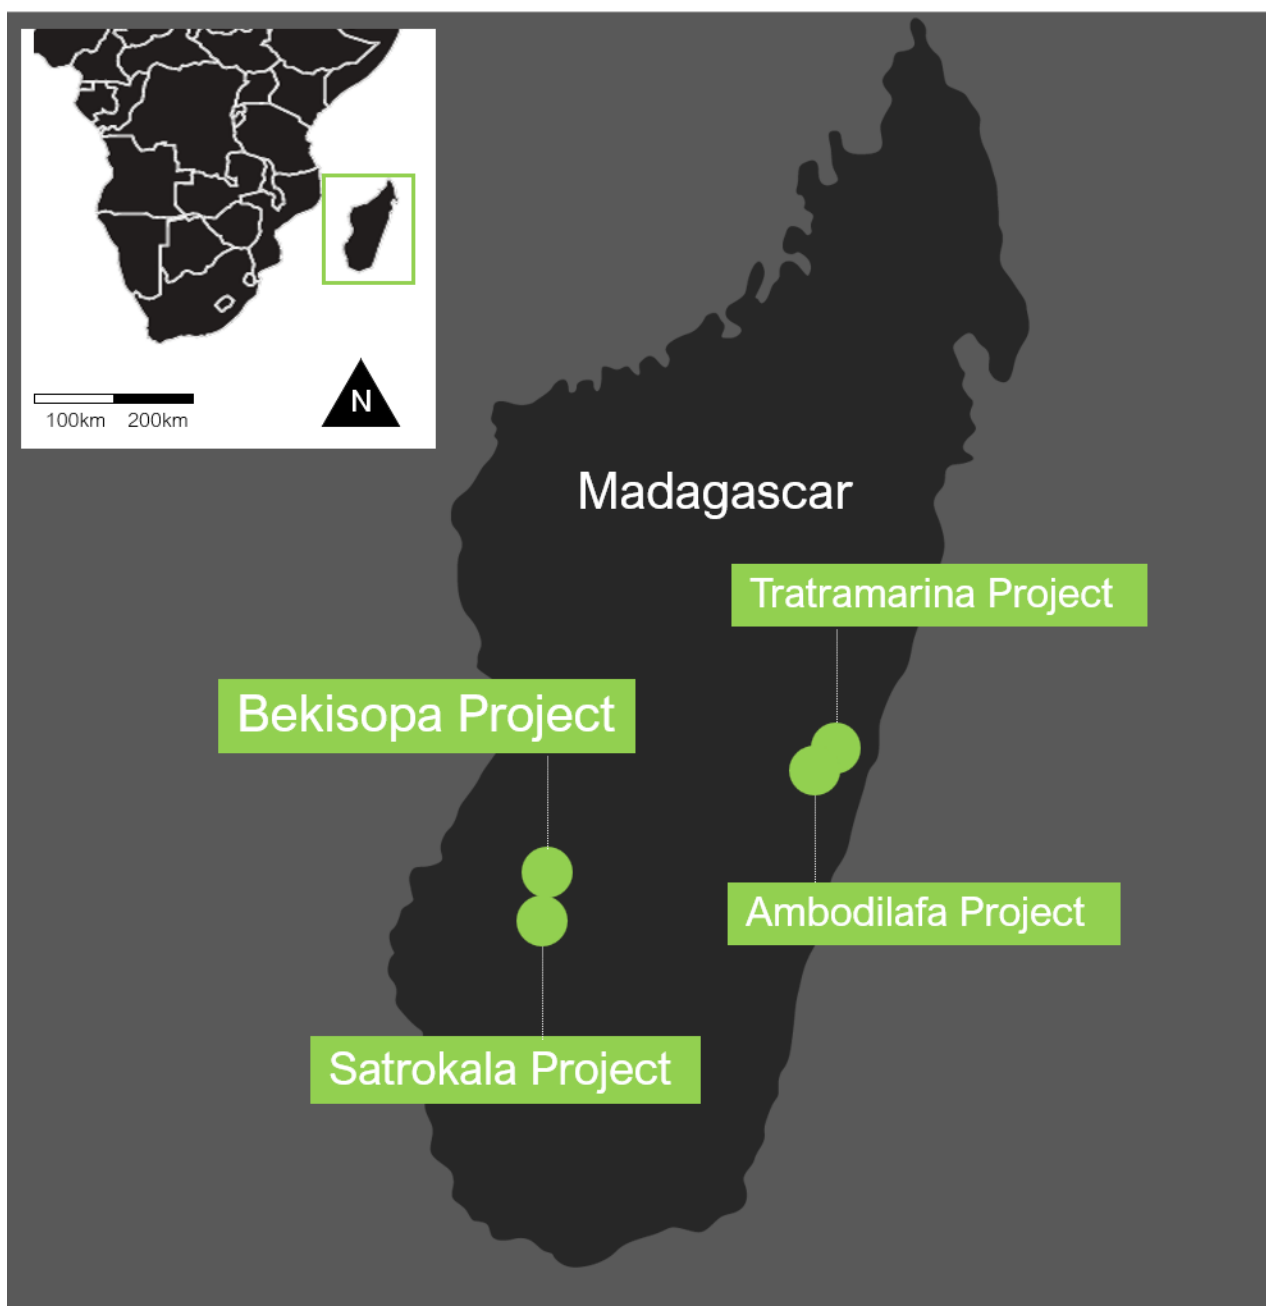 N
100km 200km
Madagascar
Tratramarina Project
Bekisopa Project
Ambodilafa Project
Satrokala Project